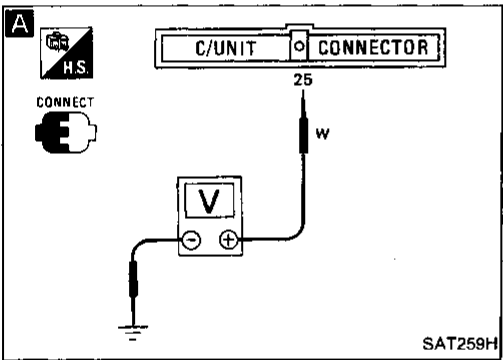 A
H.S.
CONNECT
C/UNIT CONNECTOR
25
W
V
SAT259H